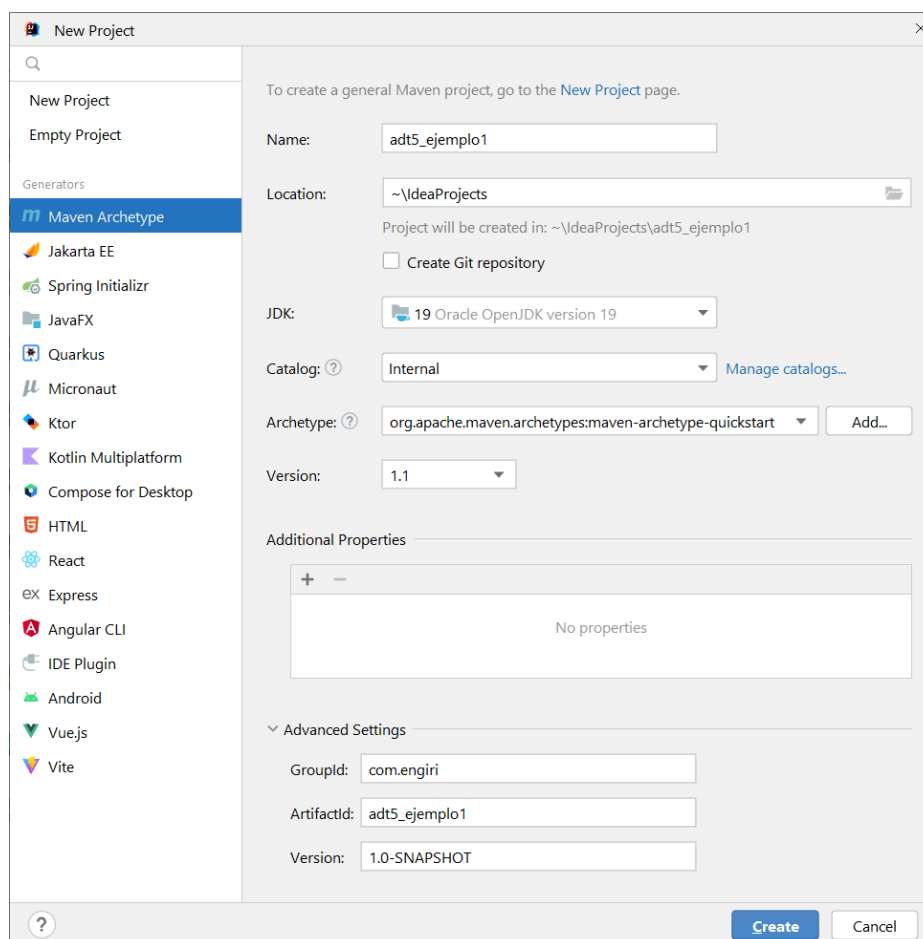 New Project
New Project
Empty Project
Generators
Maven Archetype
Jakarta EE
Spring Initializr
JavaFX
Quarkus
Micronaut
Ktor
Kotlin Multiplatform
Compose for Desktop
HTML
React
ex Express
Angular CLI
IDE Plugin
Android
Vue.js
Vite
To create a general Maven project, go to the New Project page.
Name: adt5_ejemplo1
Location: ~\IdeaProjects
Project will be created in: ~\IdeaProjects\adt5_ejemplo1
Create Git repository
JDK: 19 Oracle OpenJDK version 19
Catalog: ? Internal Manage catalogs...
Archetype: ? org.apache.maven.archetypes:maven-archetype-quickstart Add...
Version: 1.1
Additional Properties
No properties
Advanced Settings
GroupId: com.engiri
ArtifactId: adt5_ejemplo1
Version: 1.0-SNAPSHOT
? Create Cancel